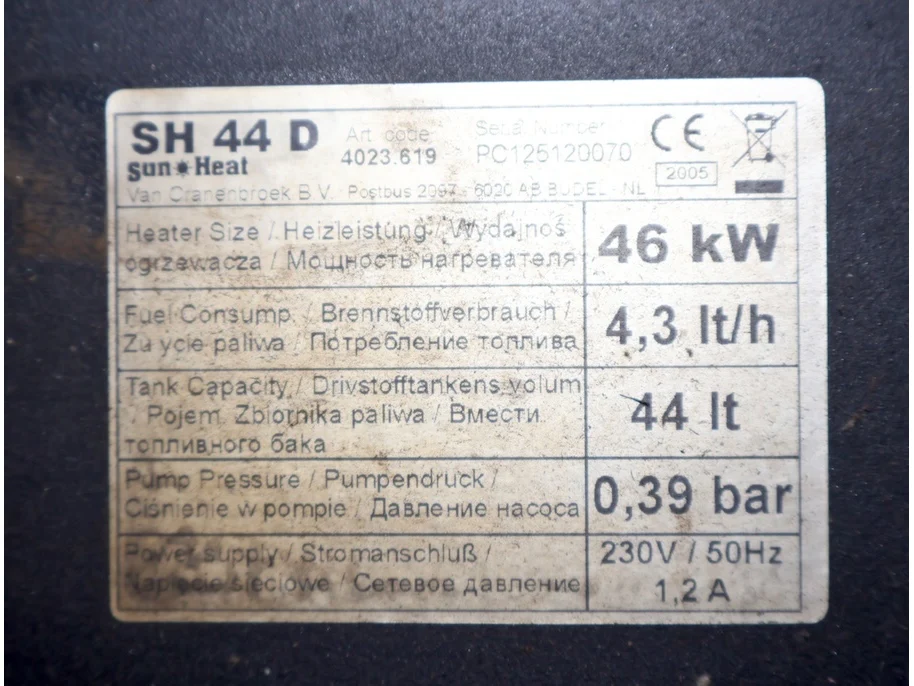 SH 44 D
sun Heat
Art code
4023.619
Serial Number
PC125120070
CE
2005
Van Cranenbroek B.V. Postbus 2097 - 6020 AB BUDEL - NL
Heater Size / Heizleistung / Wydajnoś
ogrzewacza / Мощность нагревателя
46 kW
Fuel Consump. / Brennstoffverbrauch /
Zu ycie paliwa / Потребление топлива
4,3 lt/h
Tank Capacity / Drivstofftankens volum
/ Pojem. Zbiornika paliwa / Вмести.
топливного бака
44 lt
Pump Pressure / Pumpendruck /
Ciśnienie w pompie / Давление насоса
0,39 bar
Power supply / Stromanschluß /
Napięcie sieciowe / Сетевое давление
230V / 50Hz
1,2 A